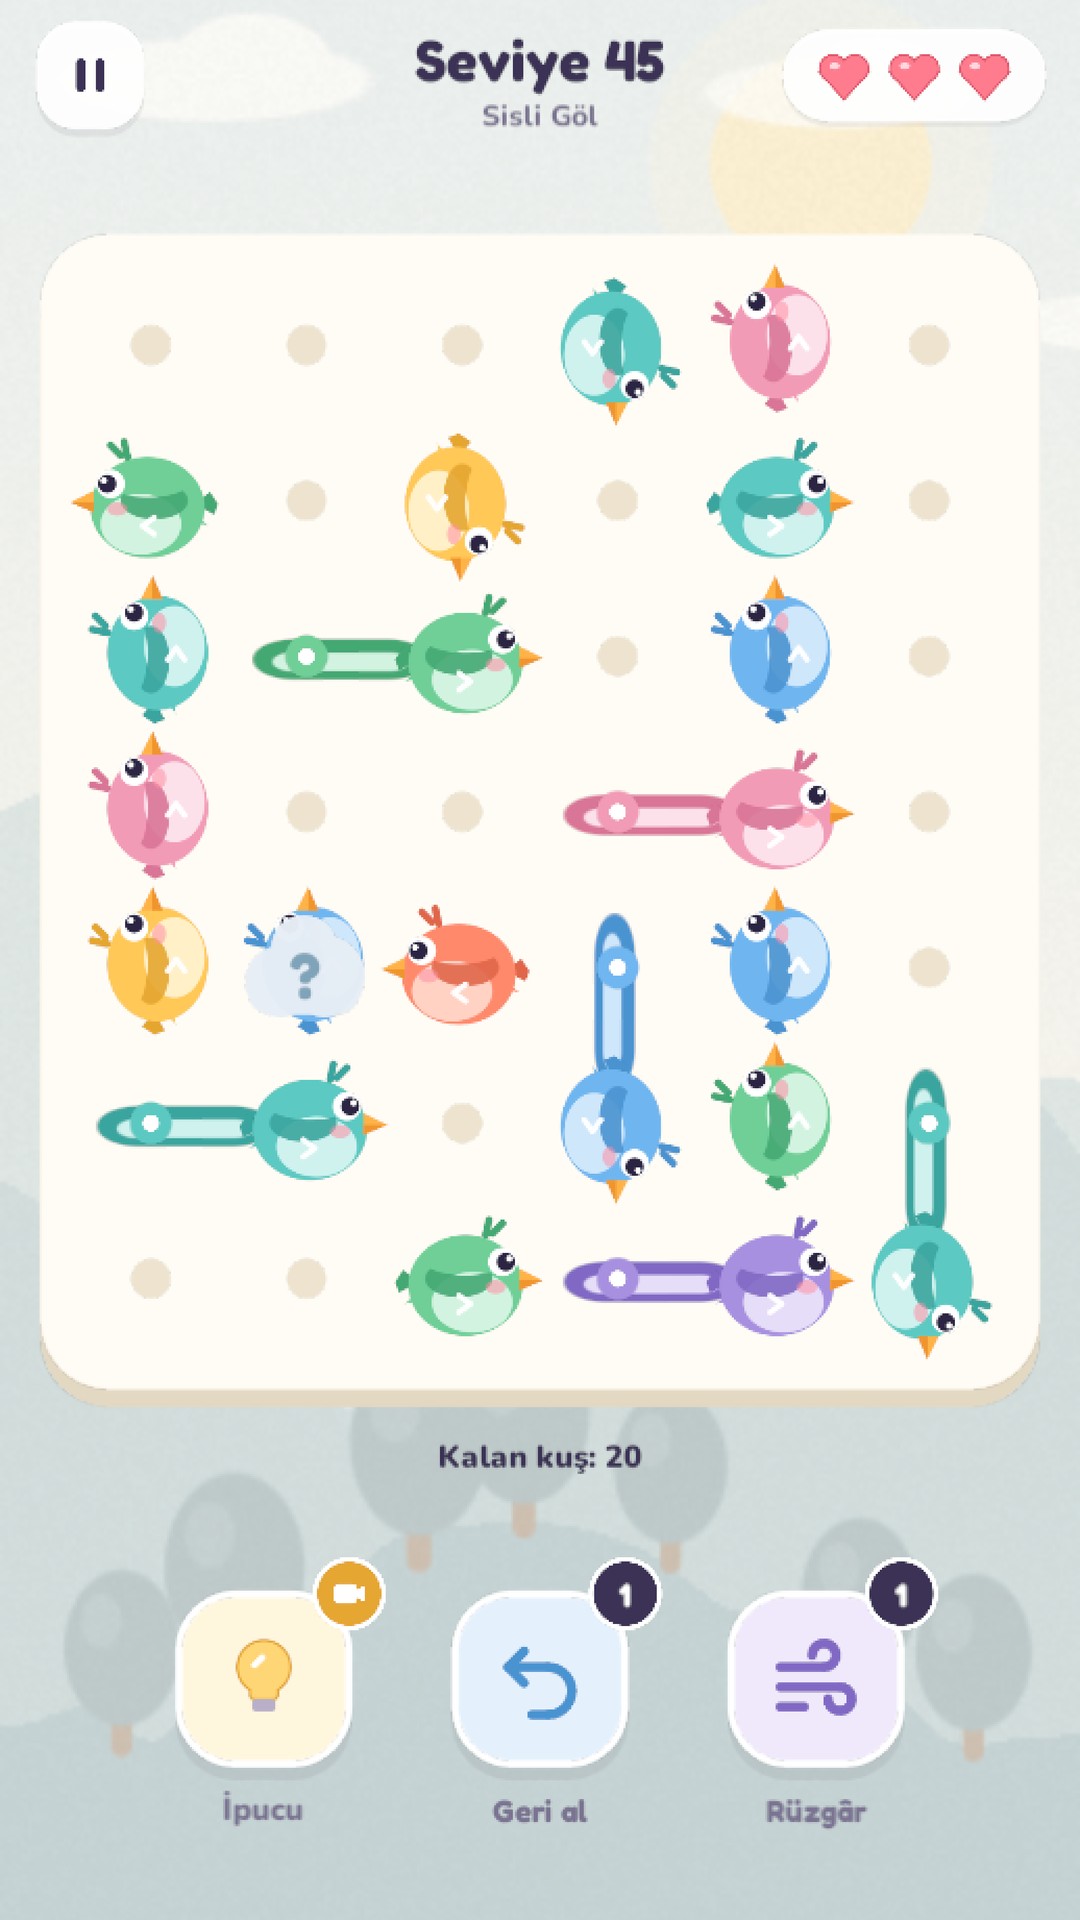 Seviye 45
Sisli Göl
?
Kalan kuş: 20
1
1
İpucu
Geri al
Rüzgâr